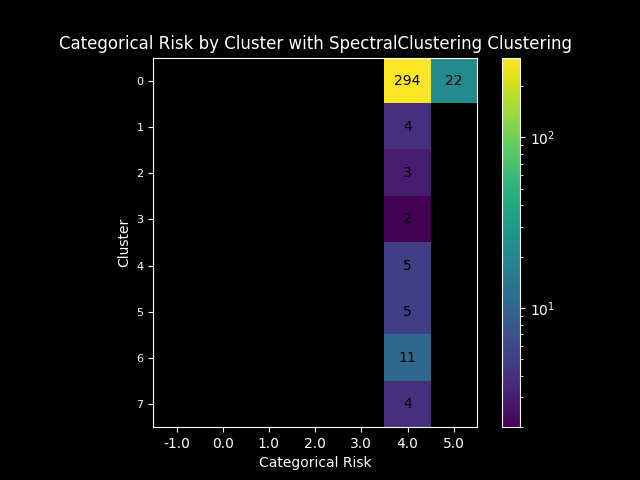 Categorical Risk by Cluster with SpectralClustering Clustering
0 294 22
1 4
2 3
3 2
4 5
5 5
6 11
7 4
Cluster
-1.0 0.0 1.0 2.0 3.0 4.0 5.0
Categorical Risk
10²
10¹